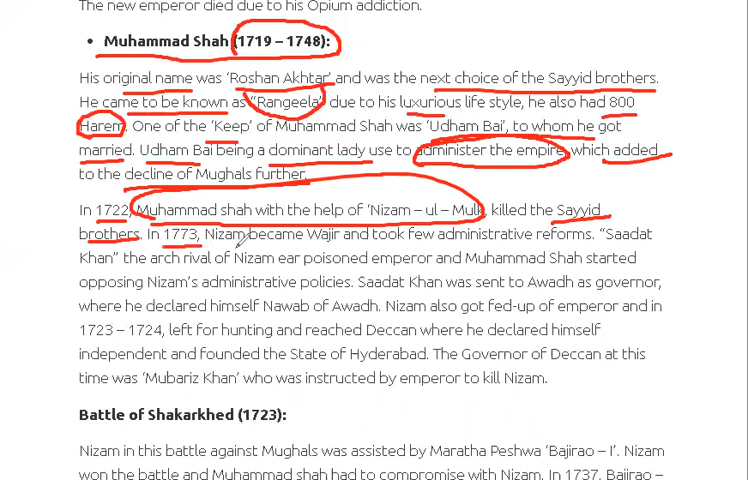 The new emperor died due to his Opium addiction.
• Muhammad Shah (1719 – 1748):
His original name was ‘Roshan Akhtar’ and was the next choice of the Sayyid brothers.
He came to be known as “Rangeela” due to his luxurious life style, he also had 800
Harem. One of the ‘Keep’ of Muhammad Shah was ‘Udham Bai’, to whom he got
married. Udham Bai being a dominant lady use to administer the empire which added
to the decline of Mughals further.
In 1722, Muhammad shah with the help of ‘Nizam – ul – Mulk, killed the Sayyid
brothers. In 1773, Nizam became Wajir and took few administrative reforms. “Saadat
Khan” the arch rival of Nizam ear poisoned emperor and Muhammad Shah started
opposing Nizam’s administrative policies. Saadat Khan was sent to Awadh as governor,
where he declared himself Nawab of Awadh. Nizam also got fed-up of emperor and in
1723 – 1724, left for hunting and reached Deccan where he declared himself
independent and founded the State of Hyderabad. The Governor of Deccan at this
time was ‘Mubariz Khan’ who was instructed by emperor to kill Nizam.
Battle of Shakarkhed (1723):
Nizam in this battle against Mughals was assisted by Maratha Peshwa ‘Bajirao – I’. Nizam
won the battle and Muhammad shah had to compromise with Nizam. In 1737, Bajirao –